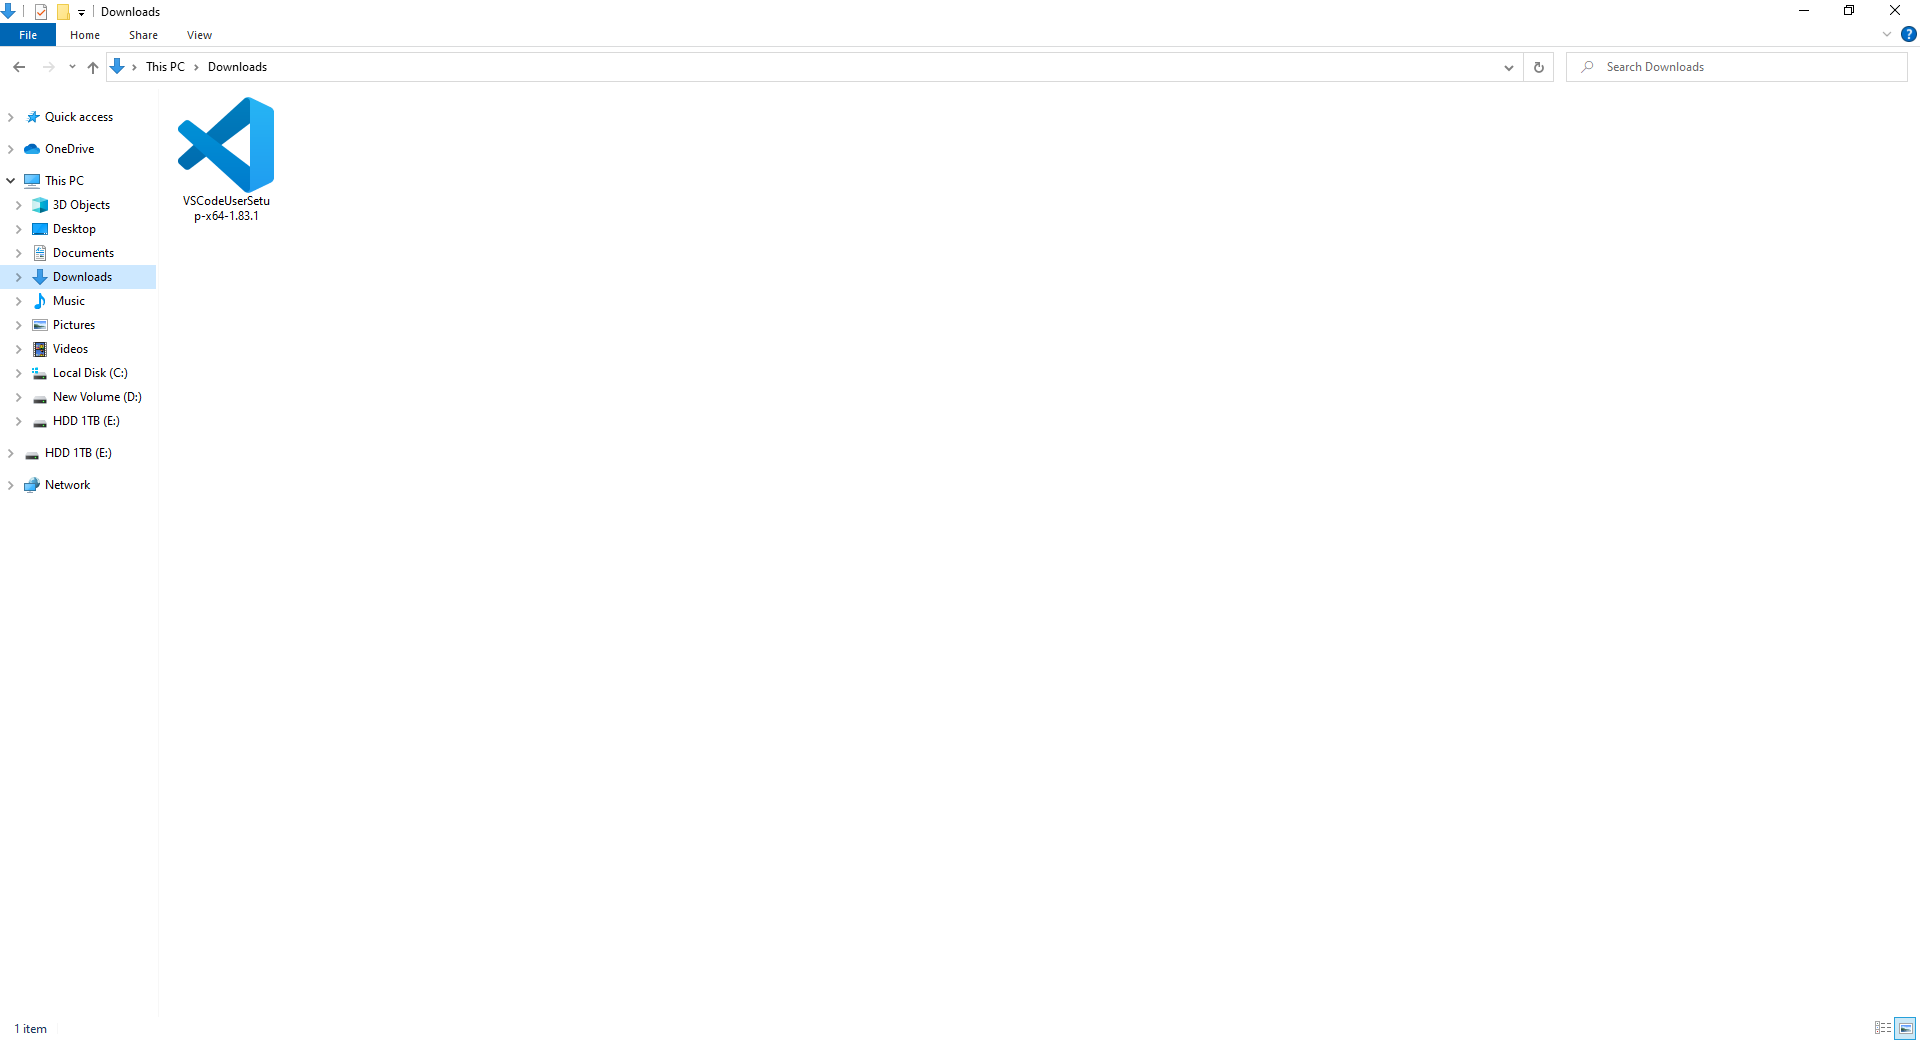 Downloads
File Home Share View
This PC Downloads
Search Downloads
Quick access
OneDrive
This PC
3D Objects
Desktop
Documents
Downloads
Music
Pictures
Videos
Local Disk (C:)
New Volume (D:)
HDD 1TB (E:)
HDD 1TB (E:)
Network
VSCodeUserSetu
p-x64-1.83.1
1 item